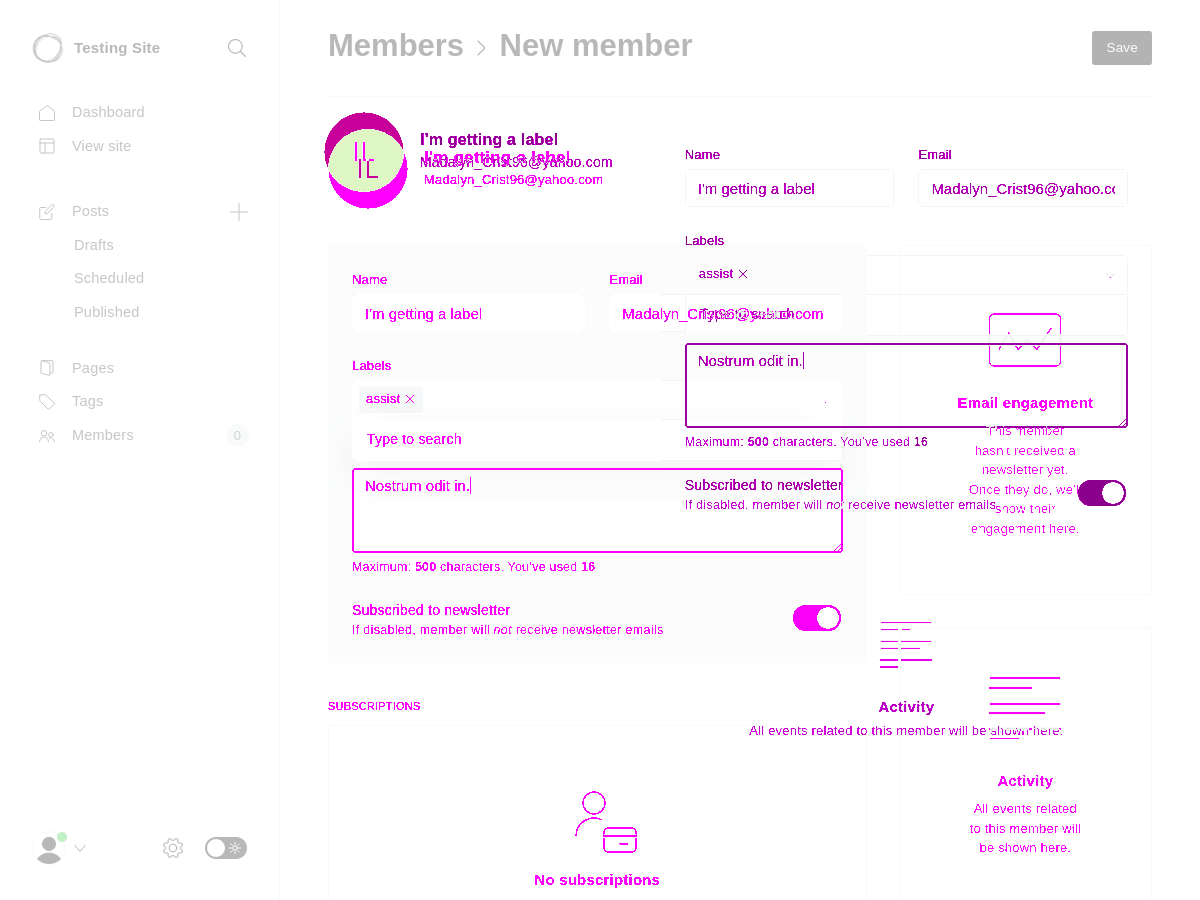 Testing Site
Members > New member
Save
Dashboard
View site
Posts
Drafts
Scheduled
Published
Pages
Tags
Members
0
IL
IL
I'm getting a label
Madalyn_Crist96@yahoo.com
I'm getting a label
Madalyn_Crist96@yahoo.com
Name
Email
I'm getting a label
Madalyn_Crist96@yahoo.co
Labels
assist
Type to search
Nostrum odit in.
Maximum: 500 characters. You've used 16
Subscribed to newsletter
If disabled, member will not receive newsletter emails
Name
Email
I'm getting a label
Madalyn_Crist96@yahoo.com
Labels
assist
Type to search
Nostrum odit in.
Maximum: 500 characters. You've used 16
Subscribed to newsletter
If disabled, member will not receive newsletter emails
Email engagement
This member
hasn't received a
newsletter yet.
Once they do, we'll
show their
engagement here.
SUBSCRIPTIONS
Activity
All events related to this member will be shown here.
Activity
All events related
to this member will
be shown here.
No subscriptions